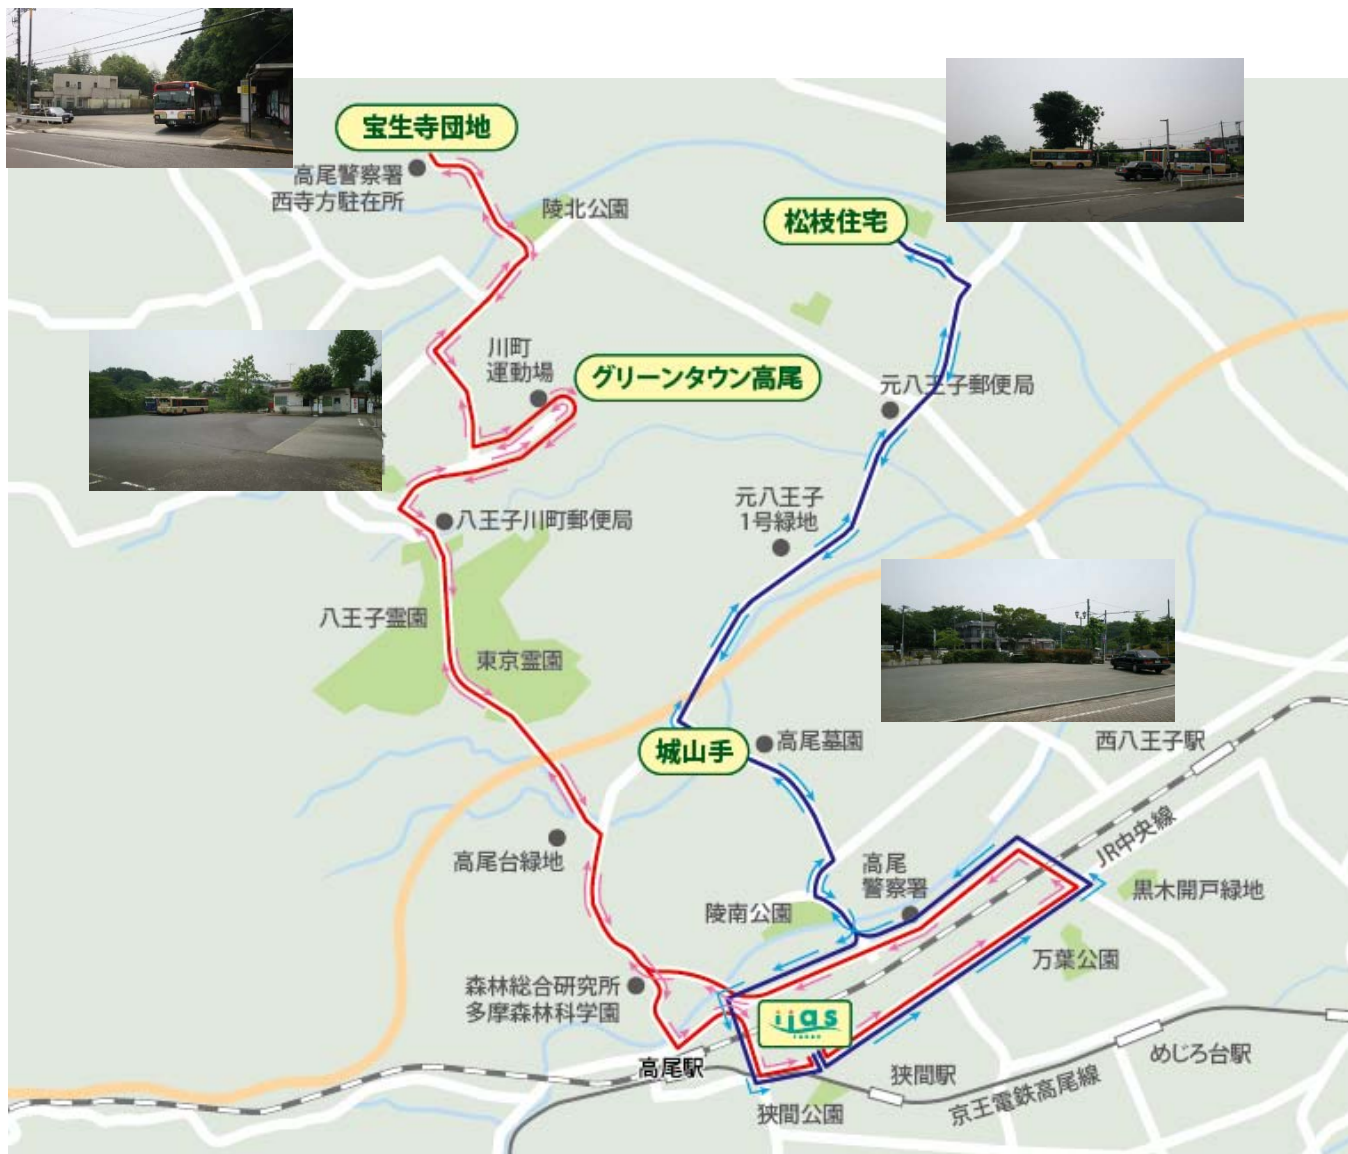 宝生寺団地
高尾警察署
西寺方駐在所
陵北公園
松枝住宅
川町
運動場
グリーンタウン高尾
元八王子郵便局
元八王子
1号緑地
八王子川町郵便局
八王子霊園
東京霊園
城山手
高尾墓園
西八王子駅
JR中央線
高尾台緑地
高尾
警察署
黒木開戸緑地
陵南公園
万葉公園
森林総合研究所
多摩森林科学園
iias
takao
高尾駅
狭間駅
めじろ台駅
京王電鉄高尾線
狭間公園